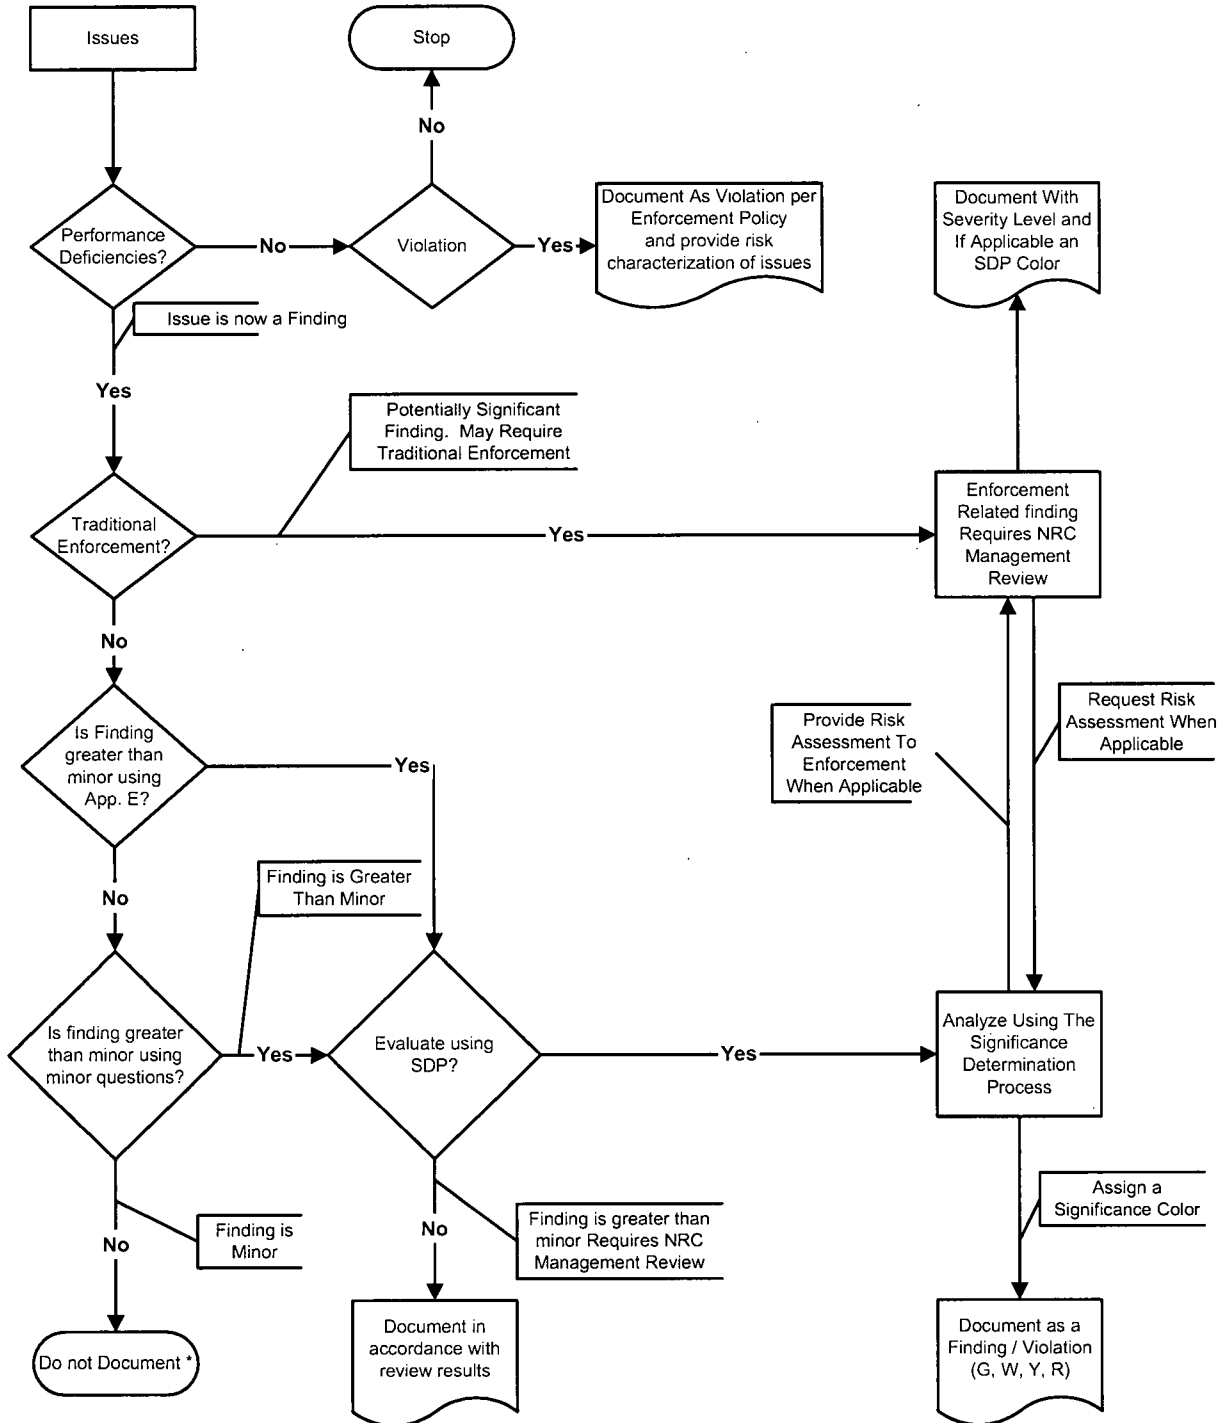 Issues
Stop
No
Performance
Deficiencies?
No
Violation
Yes
Document As Violation per
Enforcement Policy
and provide risk
characterization of issues
Document With
Severity Level and
If Applicable an
SDP Color
Issue is now a Finding
Yes
Potentially Significant
Finding. May Require
Traditional Enforcement
Traditional
Enforcement?
Yes
Enforcement
Related finding
Requires NRC
Management
Review
No
Is Finding
greater than
minor using
App. E?
Yes
Provide Risk
Assessment To
Enforcement
When Applicable
Request Risk
Assessment When
Applicable
No
Finding is Greater
Than Minor
Is finding greater
than minor using
minor questions?
Yes
Evaluate using
SDP?
Yes
Analyze Using The
Significance
Determination
Process
No
Finding is
Minor
No
Finding is greater than
minor Requires NRC
Management Review
Assign a
Significance Color
Do not Document *
Document in
accordance with
review results
Document as a
Finding / Violation
(G, W, Y, R)